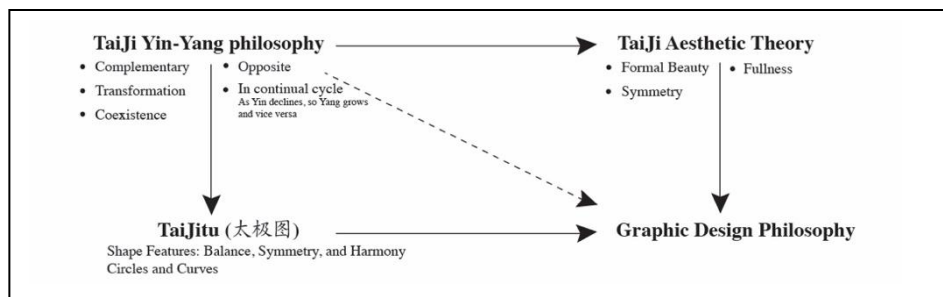 TaiJi Yin-Yang philosophy
• Complementary
• Transformation
• Coexistence
• Opposite
• In continual cycle
As Yin declines, so Yang grows
and vice versa
TaiJi Aesthetic Theory
• Formal Beauty
• Symmetry
• Fullness
TaiJitu (太极图)
Shape Features: Balance, Symmetry, and Harmony
Circles and Curves
Graphic Design Philosophy